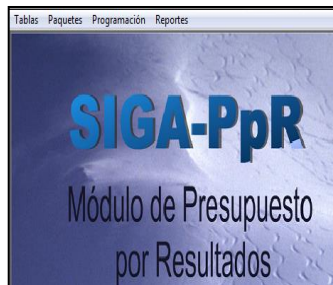 Tablas Paquetes Programación Reportes
SIGA-PpR
Módulo de Presupuesto
por Resultados